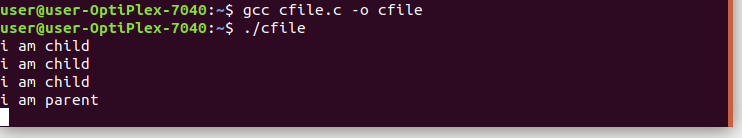 user@user-OptiPlex-7040:~$ gcc cfile.c -o cfile
user@user-OptiPlex-7040:~$ ./cfile
i am child
i am child
i am child
i am parent